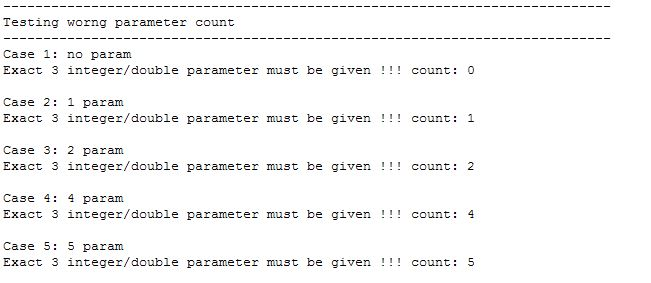 ----------------------------------------------------------------------------
Testing worng parameter count
----------------------------------------------------------------------------
Case 1: no param
Exact 3 integer/double parameter must be given !!! count: 0
Case 2: 1 param
Exact 3 integer/double parameter must be given !!! count: 1
Case 3: 2 param
Exact 3 integer/double parameter must be given !!! count: 2
Case 4: 4 param
Exact 3 integer/double parameter must be given !!! count: 4
Case 5: 5 param
Exact 3 integer/double parameter must be given !!! count: 5